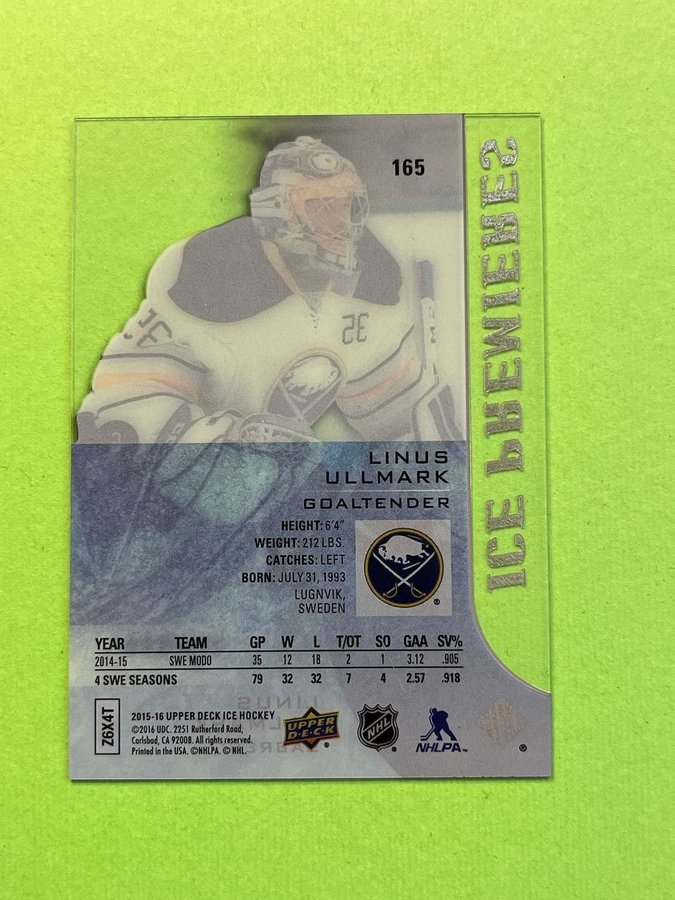 165
ICE PREMIERES
35
35
LINUS
ULLMARK
GOALTENDER
HEIGHT: 6'4"
WEIGHT: 212 LBS.
CATCHES: LEFT
BORN: JULY 31, 1993
LUGNVIK,
SWEDEN
YEAR TEAM GP W L T/OT SO GAA SV%
2014-15 SWE MODO 35 12 18 2 1 3.12 .905
4 SWE SEASONS 79 32 32 7 4 2.57 .918
Z6X4T
2015-16 UPPER DECK ICE HOCKEY
©2016 UDC. 2251 Rutherford Road,
Carlsbad, CA 92008. All rights reserved.
Printed in the USA. ©NHLPA. © NHL.
UPPER DECK
NHL
NHLPA
LINUS